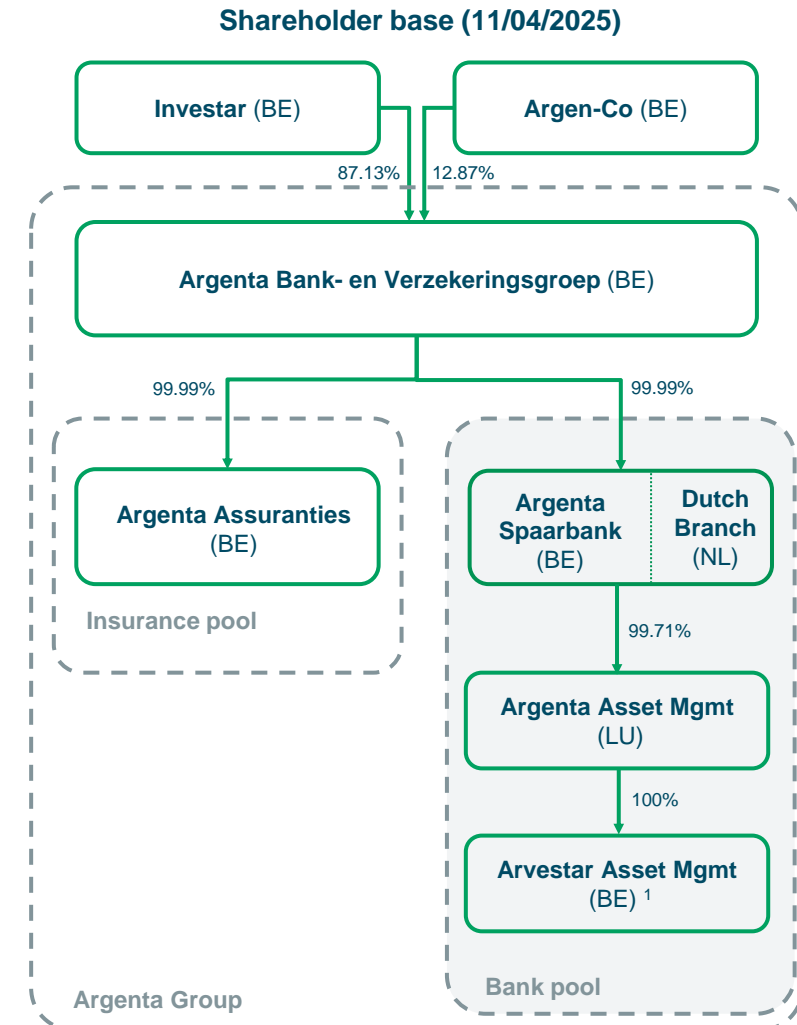 Shareholder base (11/04/2025)
Investar (BE)
Argen-Co (BE)
87.13%
12.87%
Argenta Bank- en Verzekeringsgroep (BE)
99.99%
99.99%
Argenta Assuranties
(BE)
Insurance pool
Argenta
Spaarbank
(BE)
Dutch
Branch
(NL)
99.71%
Argenta Asset Mgmt
(LU)
100%
Arvestar Asset Mgmt
(BE) 1
Bank pool
Argenta Group